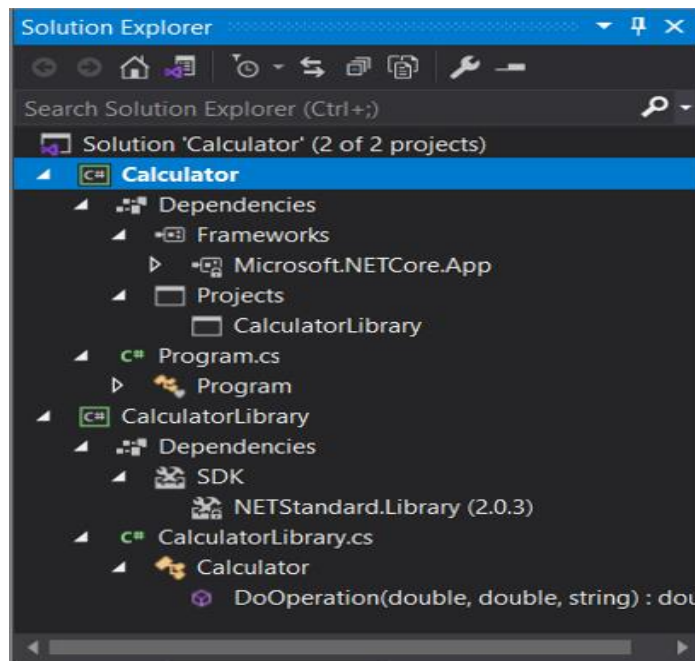 Solution Explorer
Search Solution Explorer (Ctrl+;)
Solution 'Calculator' (2 of 2 projects)
C# Calculator
Dependencies
Frameworks
Microsoft.NETCore.App
Projects
CalculatorLibrary
C# Program.cs
Program
C# CalculatorLibrary
Dependencies
SDK
NETStandard.Library (2.0.3)
C# CalculatorLibrary.cs
Calculator
DoOperation(double, double, string) : dou